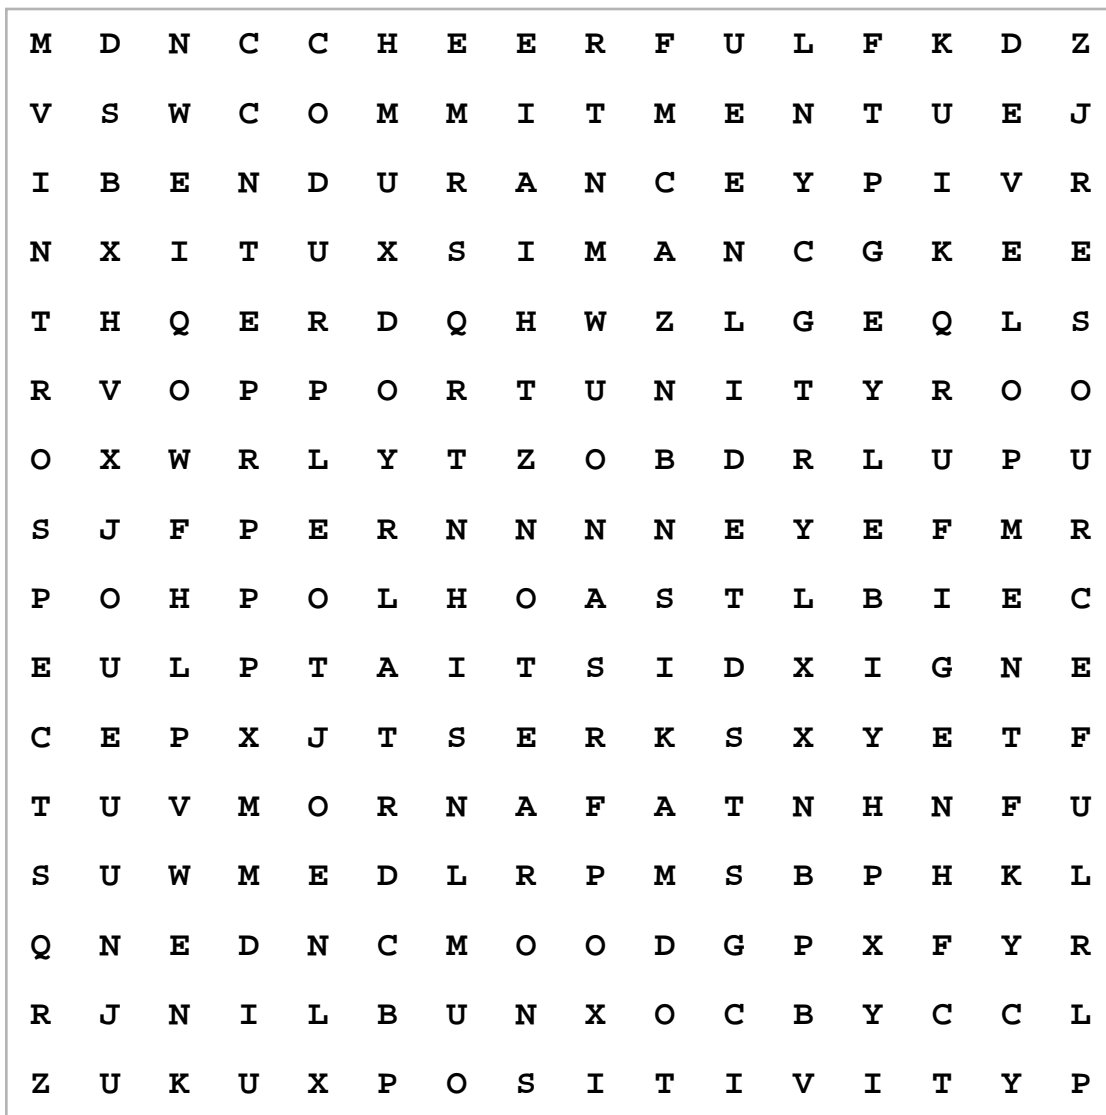 M D N C C H E E R F U L F K D Z
V S W C O M M I T M E N T U E J
I B E N D U R A N C E Y P I V R
N X I T U X S I M A N C G K E E
T H Q E R D Q H W Z L G E Q L S
R V O P P O R T U N I T Y R O O
O X W R L Y T Z O B D R L U P U
S J F P E R N N N N E Y E F M R
P O H P O L H O A S T L B I E C
E U L P T A I T S I D X I G N E
C E P X J T S E R K S X Y E T F
T U V M O R N A F A T N H N F U
S U W M E D L R P M S B P H K L
Q N E D N C M O O D G P X F Y R
R J N I L B U N X O C B Y C C L
Z U K U X P O S I T I V I T Y P